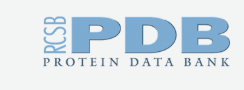 RCSB PDB
PROTEIN DATA BANK